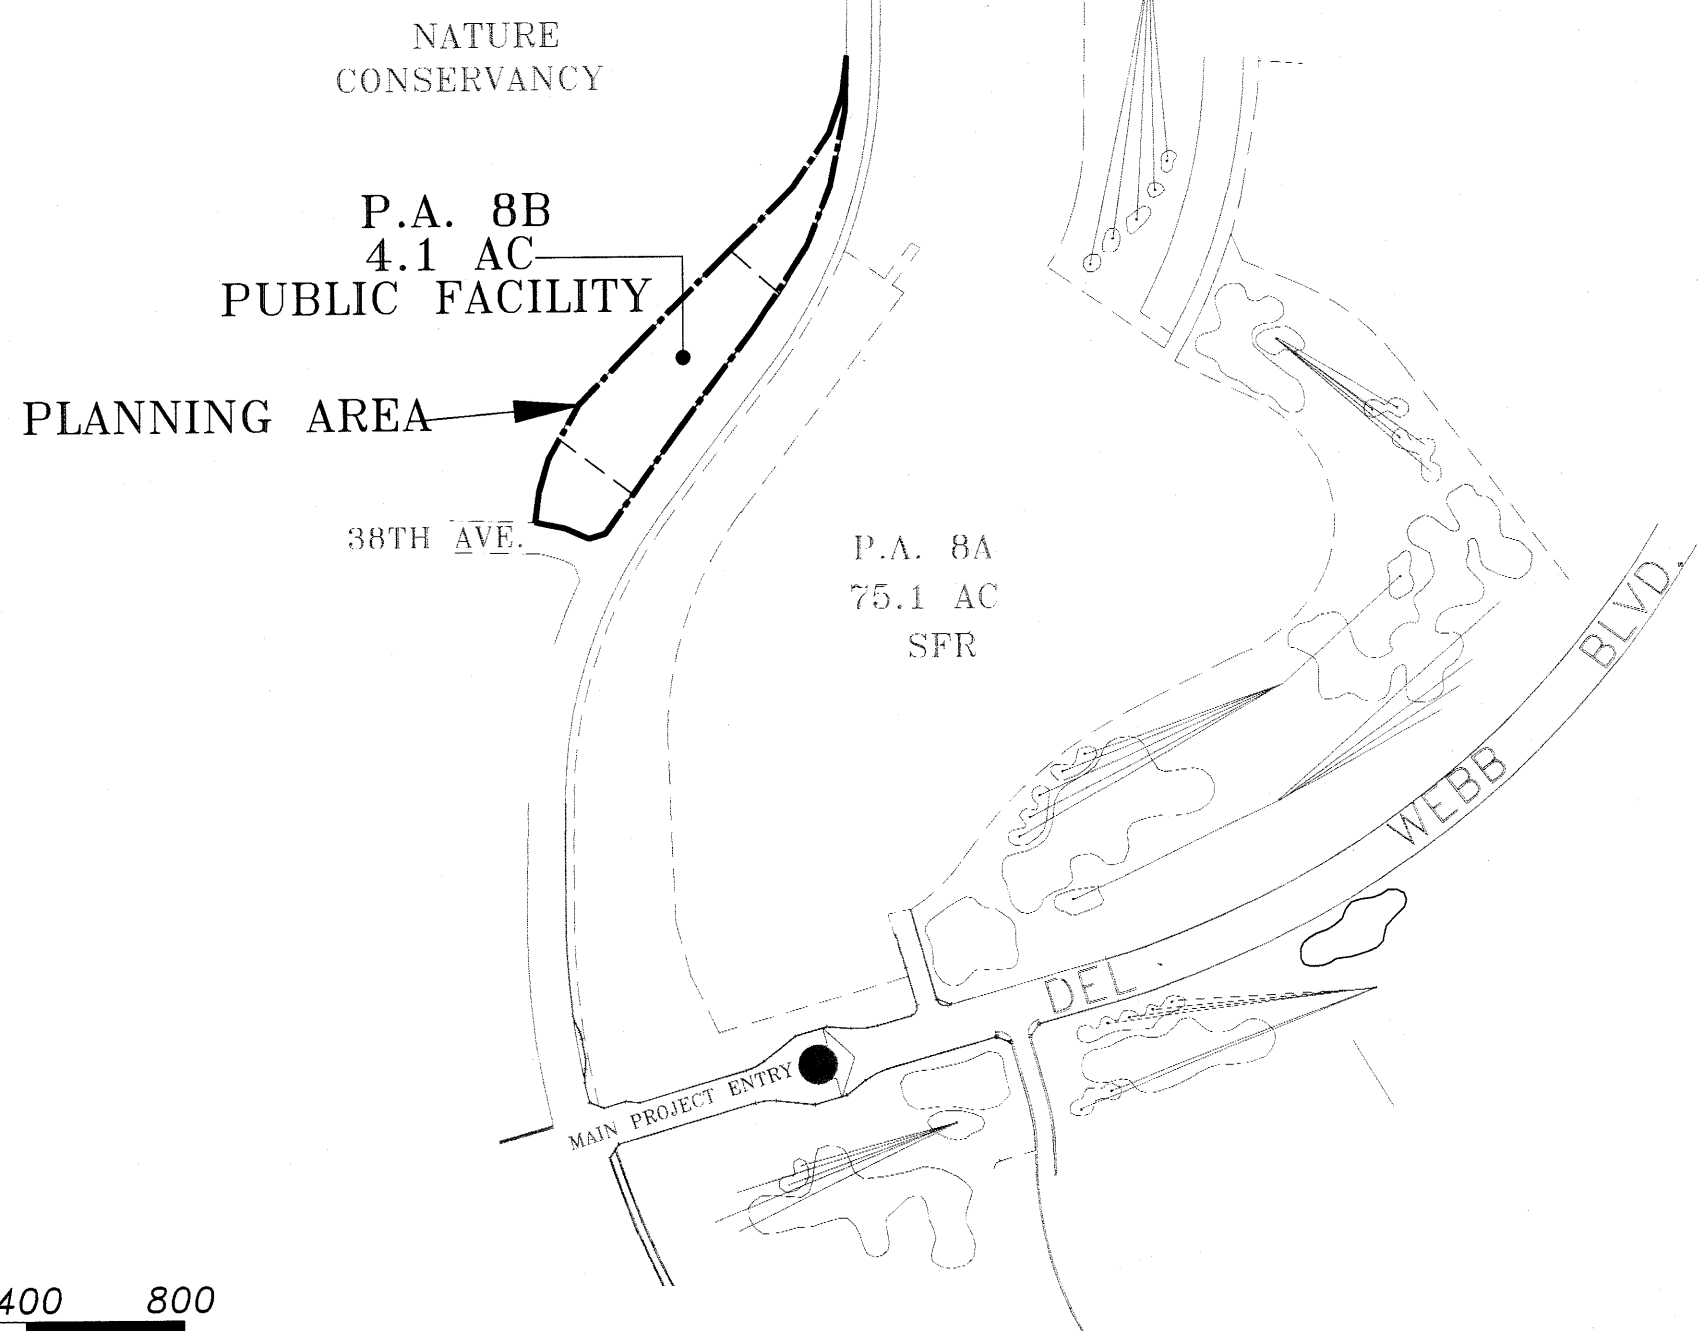 NATURE
CONSERVANCY
P.A. 8B
4.1 AC
PUBLIC FACILITY
PLANNING AREA
38TH AVE.
P.A. 8A
75.1 AC
SFR
DEL WEBB BLVD.
MAIN PROJECT ENTRY
400 800